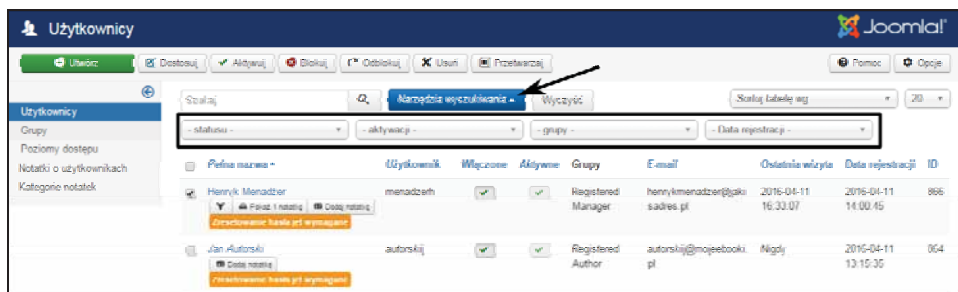 Użytkownicy
Joomla!
Utwórz Dostosuj Aktywuj Blokuj Odblokuj Usuń Przetwarzaj Pomoc Opcje
Szukaj Narzędzia wyszukiwania Wyczyść Sortuj tabelę wg 20
Użytkownicy
Grupy
Poziomy dostępu
Notatki o użytkownikach
Kategorie notatek
- statusu - - aktywacji - - grupy - - Data rejestracji -
Pełna nazwa Użytkownik Włączone Aktywne Grupy E-mail Ostatnia wizyta Data rejestracji ID
Henryk Menadżer menadzerh Registered henrykmenadzer@jaki 2016-04-11 2016-04-11 866
Pokaż 1 notatkę Dodaj notatkę Manager sadres.pl 16:33:07 14:00:45
Zresetowanie hasła jest wymagane
Jan Autorski autorskij Registered autorskij@mojeebooki. Nigdy 2016-04-11 864
Dodaj notatkę Author pl 13:15:35
Zresetowanie hasła jest wymagane